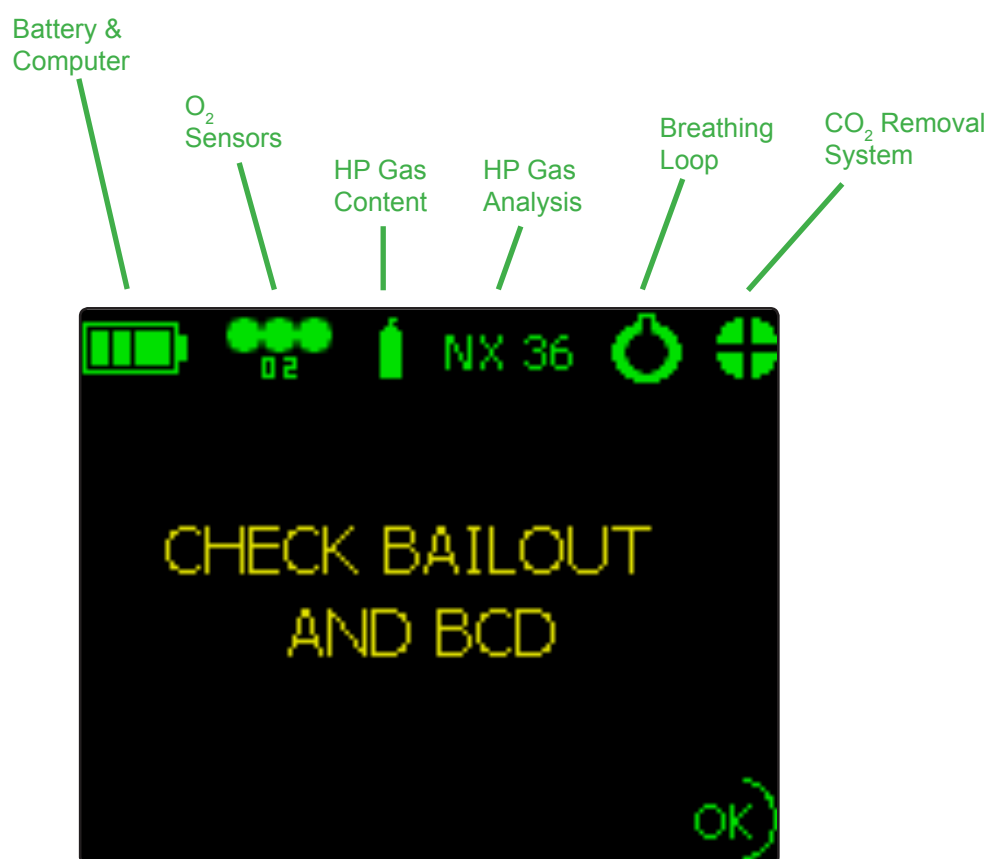 Battery &
Computer
O₂
Sensors
HP Gas
Content
HP Gas
Analysis
Breathing
Loop
CO₂ Removal
System
O2
NX 36
CHECK BAILOUT
AND BCD
OK